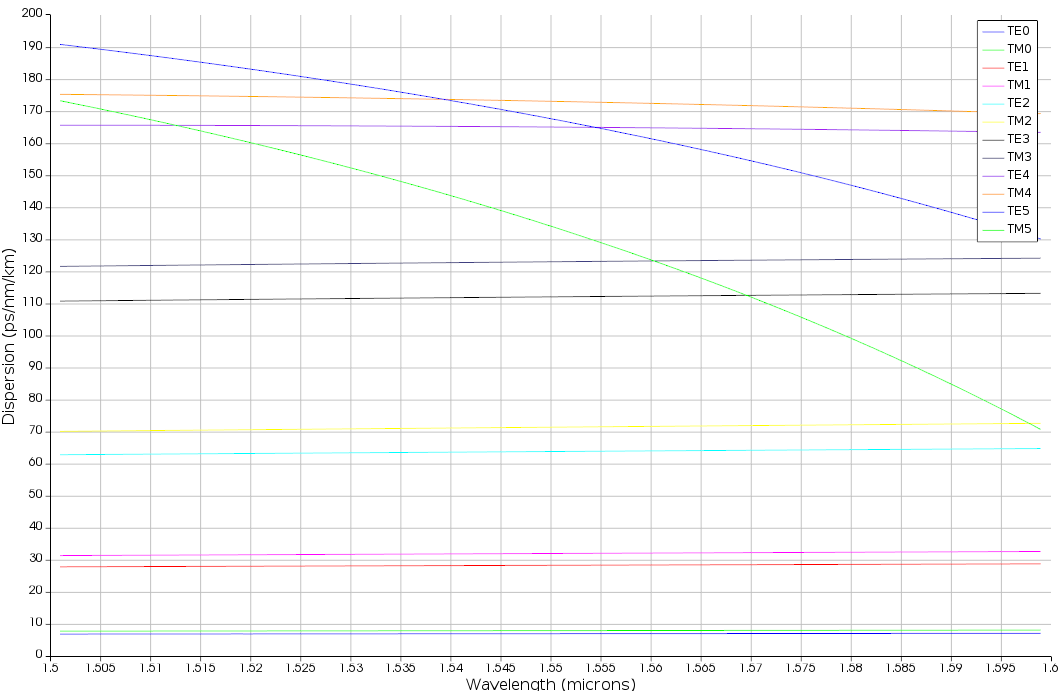 200
190
180
170
160
150
140
130
120
110
100
90
80
70
60
50
40
30
20
10
0
Dispersion (ps/nm/km)
TE0
TM0
TE1
TM1
TE2
TM2
TE3
TM3
TE4
TM4
TE5
TM5
1.5 1.505 1.51 1.515 1.52 1.525 1.53 1.535 1.54 1.545 1.55 1.555 1.56 1.565 1.57 1.575 1.58 1.585 1.59 1.595 1.6
Wavelength (microns)